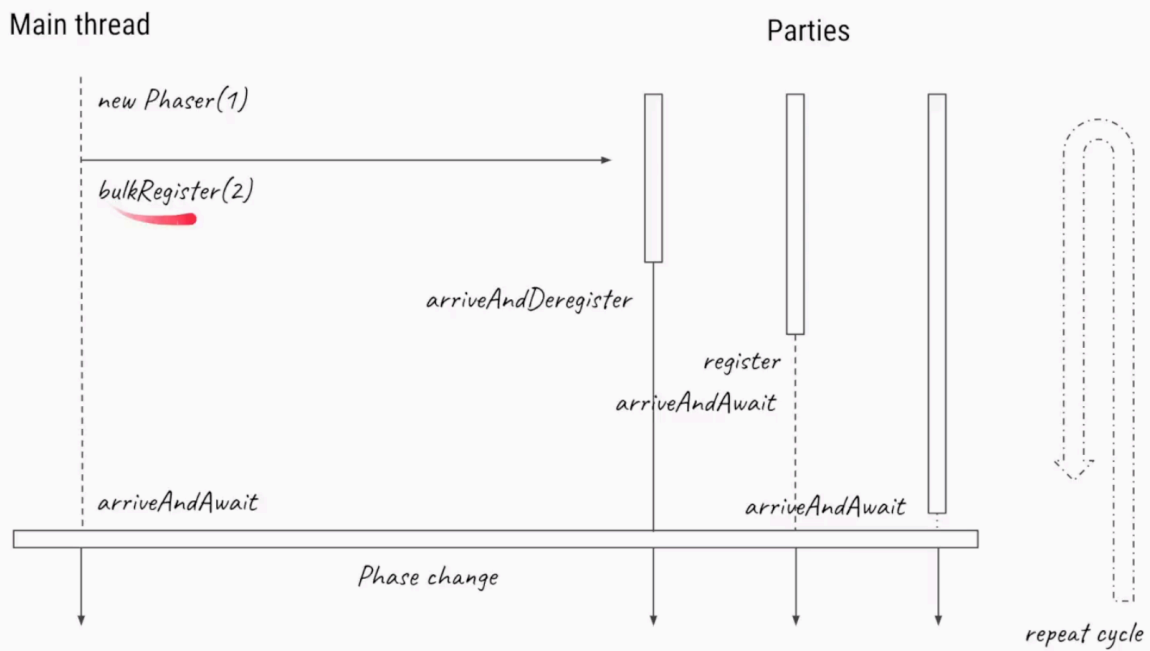 Main thread
Parties
new Phaser(1)
bulkRegister(2)
arriveAndDeregister
register
arriveAndAwait
arriveAndAwait
arriveAndAwait
Phase change
repeat cycle